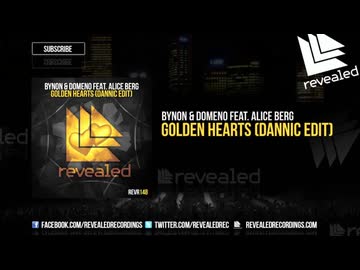 SUBSCRIBE
revealed
BYNON & DOMENO FEAT. ALICE BERG
GOLDEN HEARTS (DANNIC EDIT)
revealed
REVR140
BYNON & DOMENO FEAT. ALICE BERG
GOLDEN HEARTS (DANNIC EDIT)
revealed
FACEBOOK.COM/REVEALEDRECORDINGS
TWITTER.COM/REVEALEDREC
REVEALEDRECORDINGS.COM